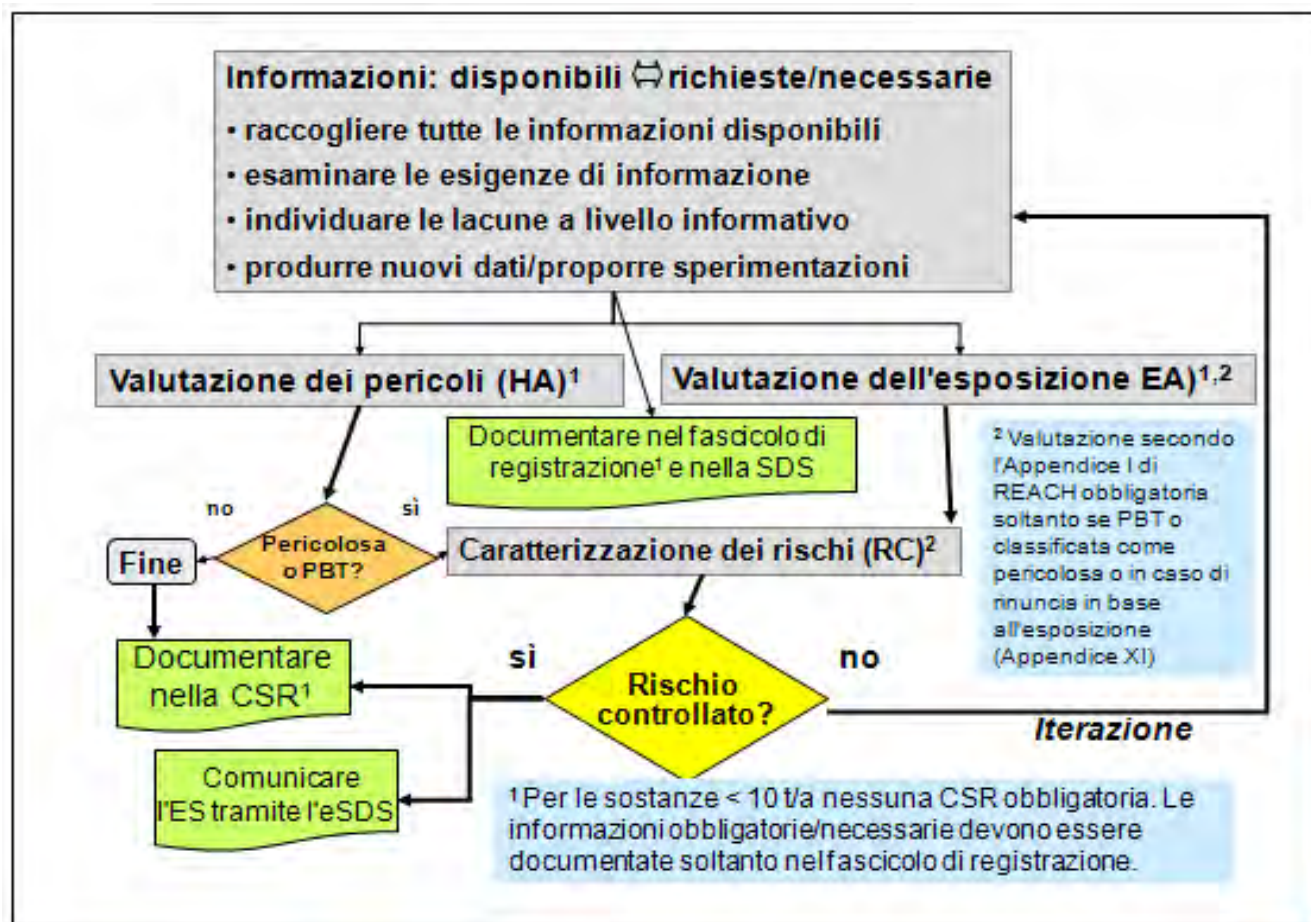 Informazioni: disponibili ⇔ richieste/necessarie
• raccogliere tutte le informazioni disponibili
• esaminare le esigenze di informazione
• individuare le lacune a livello informativo
• produrre nuovi dati/proporre sperimentazioni
Valutazione dei pericoli (HA)¹
Valutazione dell'esposizione EA)¹,²
Documentare nel fascicolo di
registrazione¹ e nella SDS
² Valutazione secondo
l'Appendice I di
REACH obbligatoria
soltanto se PBT o
classificata come
pericolosa o in caso di
rinuncia in base
all'esposizione
(Appendice XI)
no
sì
Pericolosa
o PBT?
Fine
Caratterizzazione dei rischi (RC)²
Documentare
nella CSR¹
sì
no
Rischio
controllato?
Iterazione
Comunicare
l'ES tramite l'eSDS
¹ Per le sostanze < 10 t/a nessuna CSR obbligatoria. Le
informazioni obbligatorie/necessarie devono essere
documentate soltanto nel fascicolo di registrazione.